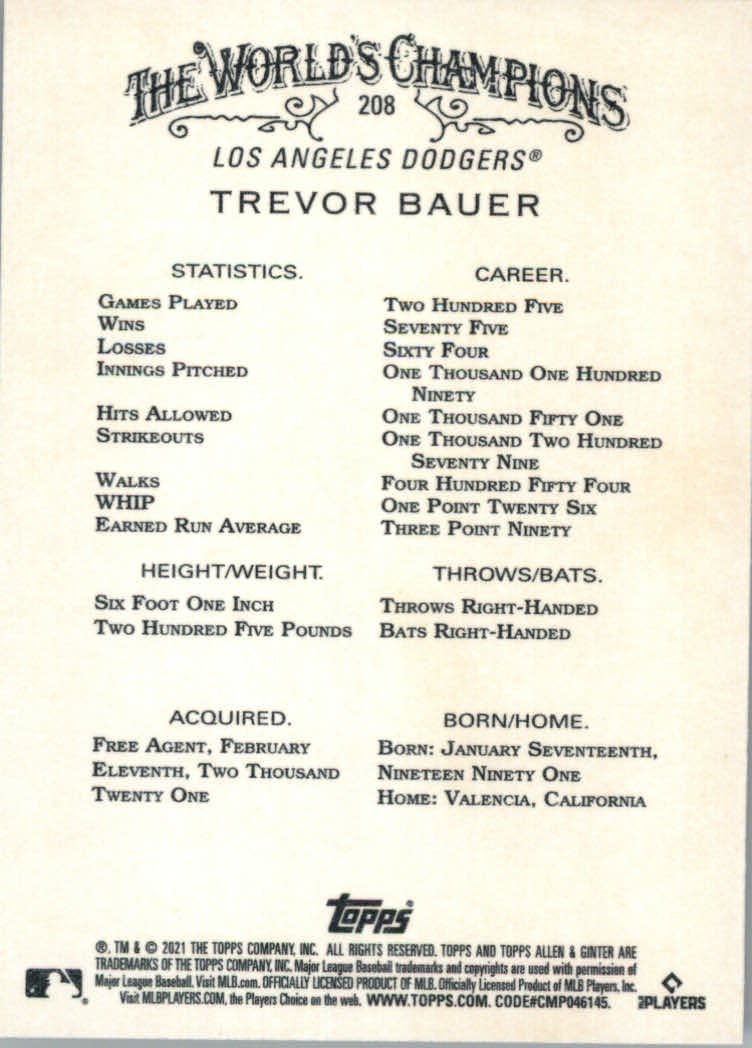 THE WORLD'S CHAMPIONS
208
LOS ANGELES DODGERS®
TREVOR BAUER
STATISTICS. CAREER.
GAMES PLAYED TWO HUNDRED FIVE
WINS SEVENTY FIVE
LOSSES SIXTY FOUR
INNINGS PITCHED ONE THOUSAND ONE HUNDRED
NINETY
HITS ALLOWED ONE THOUSAND FIFTY ONE
STRIKEOUTS ONE THOUSAND TWO HUNDRED
SEVENTY NINE
WALKS FOUR HUNDRED FIFTY FOUR
WHIP ONE POINT TWENTY SIX
EARNED RUN AVERAGE THREE POINT NINETY
HEIGHT/WEIGHT. THROWS/BATS.
SIX FOOT ONE INCH THROWS RIGHT-HANDED
TWO HUNDRED FIVE POUNDS BATS RIGHT-HANDED
ACQUIRED. BORN/HOME.
FREE AGENT, FEBRUARY BORN: JANUARY SEVENTEENTH,
ELEVENTH, TWO THOUSAND NINETEEN NINETY ONE
TWENTY ONE HOME: VALENCIA, CALIFORNIA
Topps®
®, TM & © 2021 THE TOPPS COMPANY, INC. ALL RIGHTS RESERVED. TOPPS AND TOPPS ALLEN & GINTER ARE
TRADEMARKS OF THE TOPPS COMPANY, INC. Major League Baseball trademarks and copyrights are used with permission of
Major League Baseball. Visit MLB.com. OFFICIALLY LICENSED PRODUCT OF MLB. Officially Licensed Product of MLB Players, Inc.
Visit MLBPLAYERS.COM, the Players Choice on the web. WWW.TOPPS.COM. CODE#CMP046145.
PLAYERS